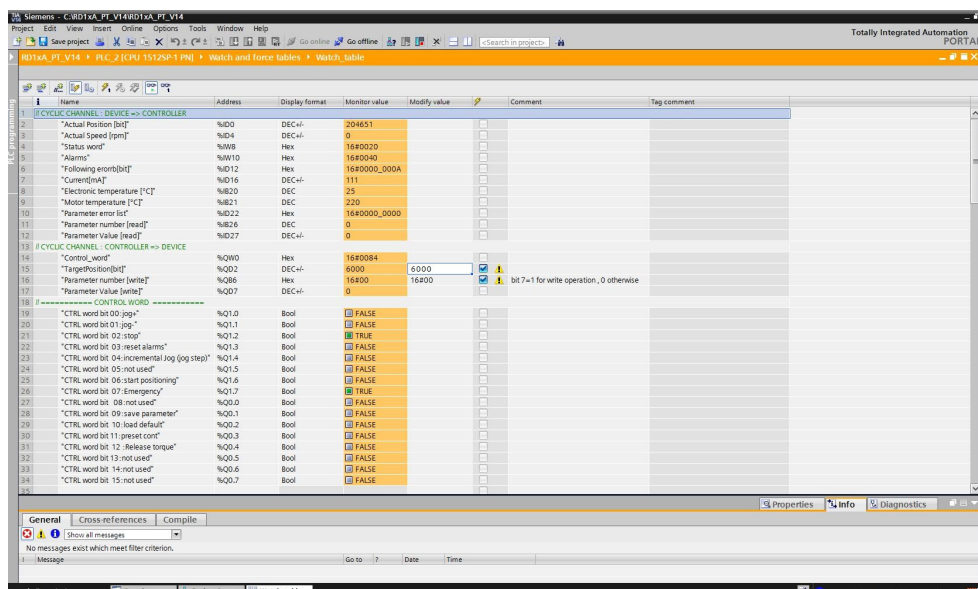 Siemens - C:\RD1xA_PT_V14\RD1xA_PT_V14
Project Edit View Insert Online Options Tools Window Help
Totally Integrated Automation
PORTAL
Save project Go online Go offline <Search in project>
RD1xA_PT_V14 PLC_2 [CPU 1512SP-1 PN] Watch and force tables Watch_table
i Name Address Display format Monitor value Modify value Comment Tag comment
1 // CYCLIC CHANNEL : DEVICE => CONTROLLER
2 "Actual Position [bit]" %ID0 DEC+/- 204651
3 "Actual Speed [rpm]" %ID4 DEC+/- 0
4 "Status word" %IW8 Hex 16#0020
5 "Alarms" %IW10 Hex 16#0040
6 "Following erorrb[bit]" %ID12 Hex 16#0000_000A
7 "Current[mA]" %ID16 DEC+/- 111
8 "Electronic temperature [°C]" %IB20 DEC 25
9 "Motor temperature [°C]" %IB21 DEC 220
10 "Parameter error list" %ID22 Hex 16#0000_0000
11 "Parameter number [read]" %IB26 DEC 0
12 "Parameter Value [read]" %ID27 DEC+/- 0
13 // CYCLIC CHANNEL : CONTROLLER => DEVICE
14 "Control_word" %QW0 Hex 16#0084
15 "TargetPosition[bit]" %QD2 DEC+/- 6000 6000
16 "Parameter number [write]" %QB6 Hex 16#00 16#00 bit 7=1 for write operation , 0 otherwise
17 "Parameter Value [write]" %QD7 DEC+/- 0
18 // =========== CONTROL WORD ===========
19 "CTRL word bit 00 :jog+" %Q1.0 Bool FALSE
20 "CTRL word bit 01 :jog-" %Q1.1 Bool FALSE
21 "CTRL word bit 02 :stop" %Q1.2 Bool TRUE
22 "CTRL word bit 03 :reset alarms" %Q1.3 Bool FALSE
23 "CTRL word bit 04 :incremental Jog (jog step)" %Q1.4 Bool FALSE
24 "CTRL word bit 05 :not used" %Q1.5 Bool FALSE
25 "CTRL word bit 06 :start positioning" %Q1.6 Bool FALSE
26 "CTRL word bit 07 :Emergency" %Q1.7 Bool TRUE
27 "CTRL word bit 08 :not used" %Q0.0 Bool FALSE
28 "CTRL word bit 09 :save parameter" %Q0.1 Bool FALSE
29 "CTRL word bit 10 :load default" %Q0.2 Bool FALSE
30 "CTRL word bit 11 :preset cont" %Q0.3 Bool FALSE
31 "CTRL word bit 12 :Release torque" %Q0.4 Bool FALSE
32 "CTRL word bit 13 :not used" %Q0.5 Bool FALSE
33 "CTRL word bit 14 :not used" %Q0.6 Bool FALSE
34 "CTRL word bit 15 :not used" %Q0.7 Bool FALSE
35
PLC programming
Properties Info Diagnostics
General Cross-references Compile
Show all messages
No messages exist which meet filter criterion.
! Message Go to ? Date Time